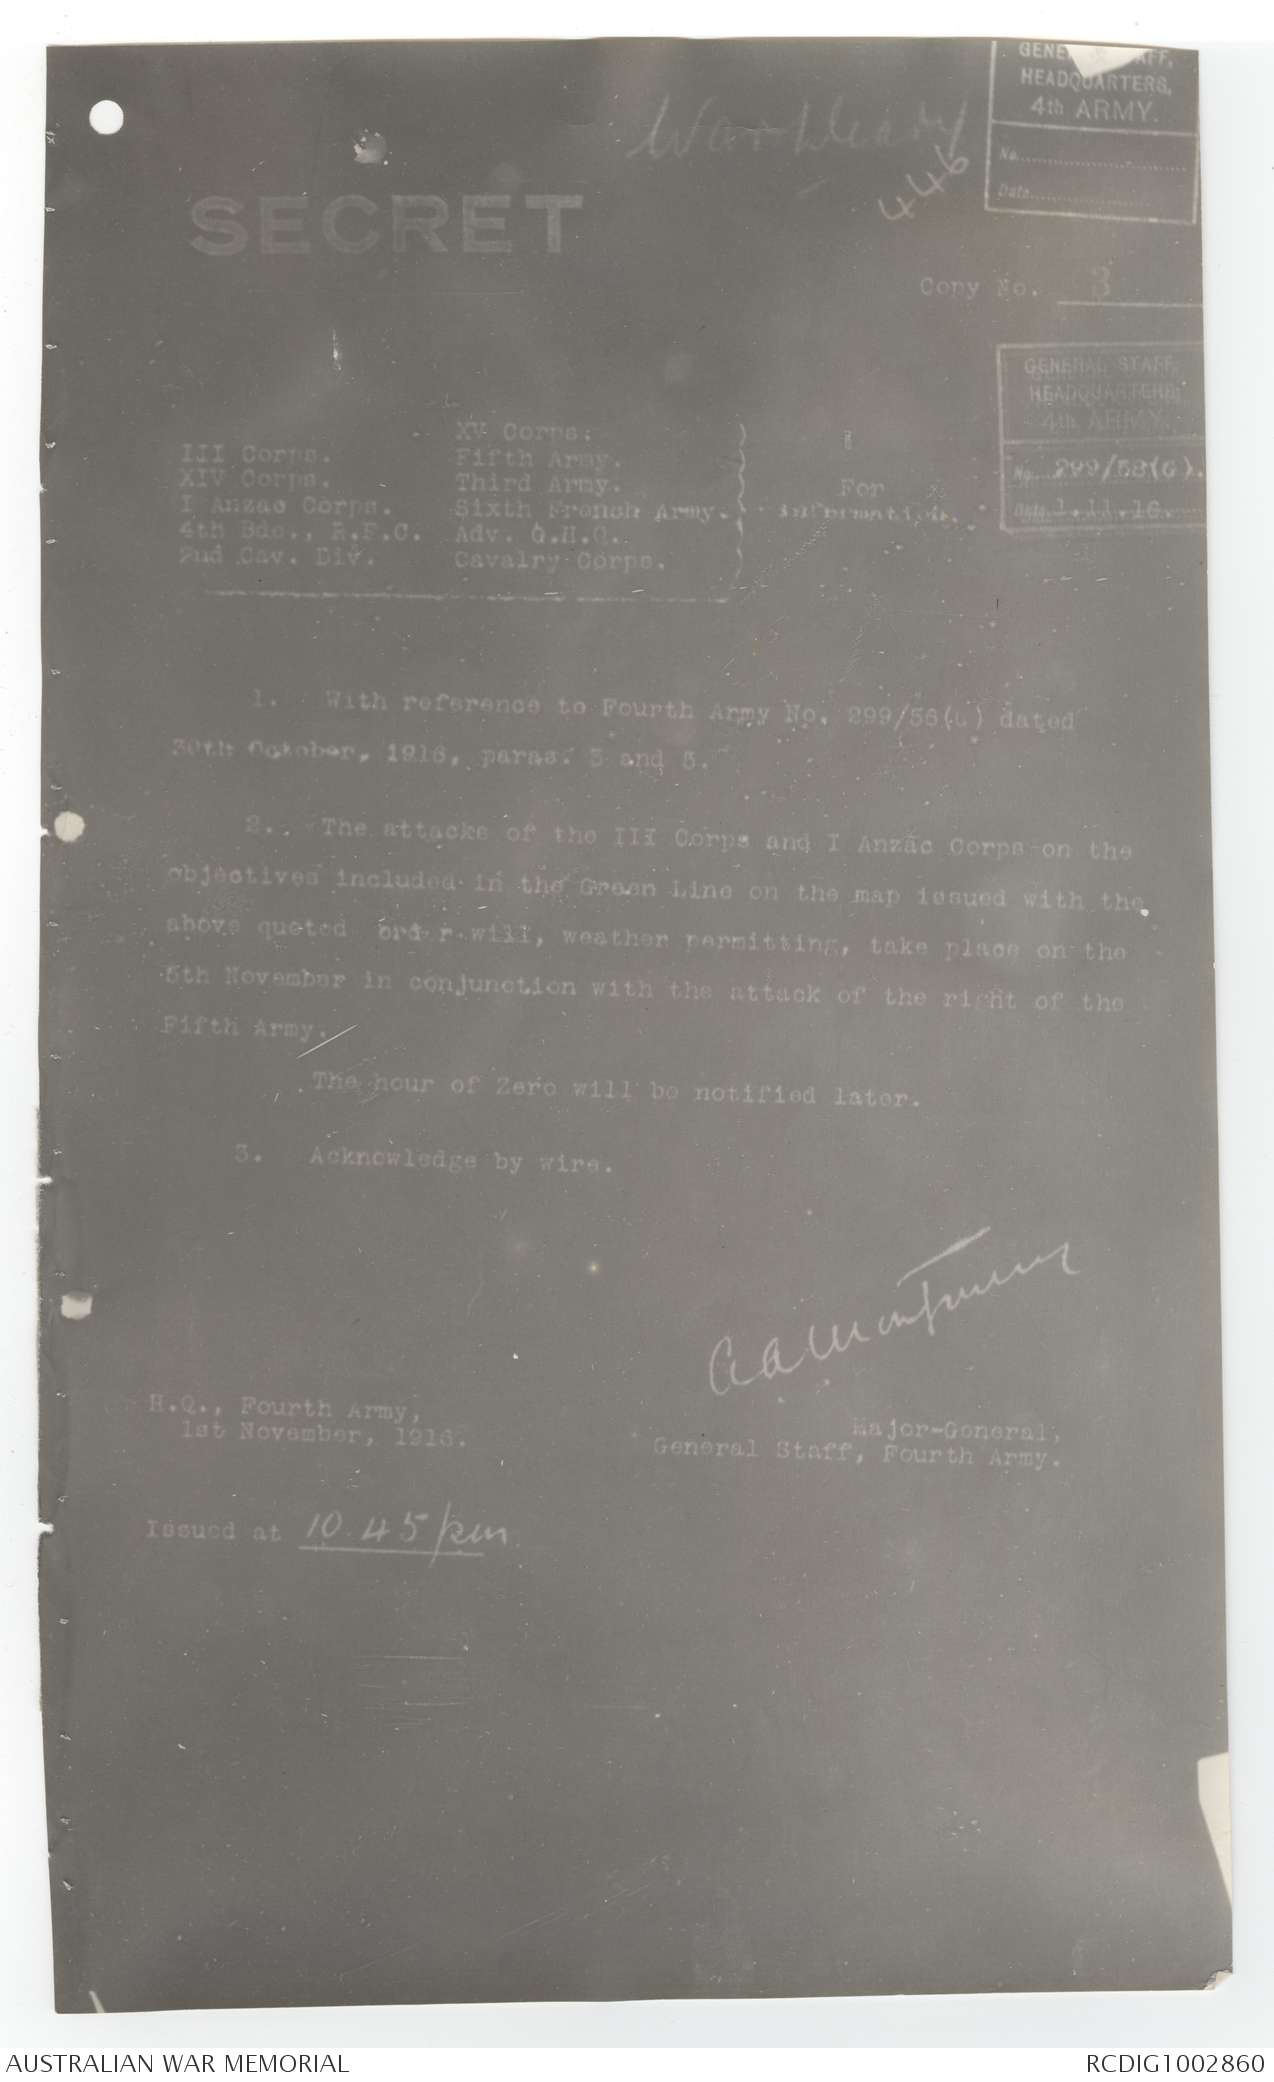 War Diary
446
GENERAL STAFF,
HEADQUARTERS,
4th ARMY.
No.
Date
SECRET
Copy No. 3
GENERAL STAFF,
HEADQUARTERS,
4th ARMY.
No. 299/58(G).
Date 1.11.16.
III Corps.
XIV Corps.
I Anzac Corps.
4th Bde., R.F.C.
2nd Cav. Div.
XV Corps.
Fifth Army.
Third Army.
Sixth French Army.
Adv. G.H.Q.
Cavalry Corps.
For
information.
1. With reference to Fourth Army No. 299/56(G) dated
30th October, 1916, paras. 3 and 5.
2. The attacks of the III Corps and I Anzac Corps on the
objectives included in the Green Line on the map issued with the
above quoted order will, weather permitting, take place on the
5th November in conjunction with the attack of the right of the
Fifth Army.
The hour of Zero will be notified later.
3. Acknowledge by wire.
A A Montgomery
H.Q., Fourth Army,
1st November, 1916.
Major-General,
General Staff, Fourth Army.
Issued at 10.45 pm
AUSTRALIAN WAR MEMORIAL
RCDIG1002860